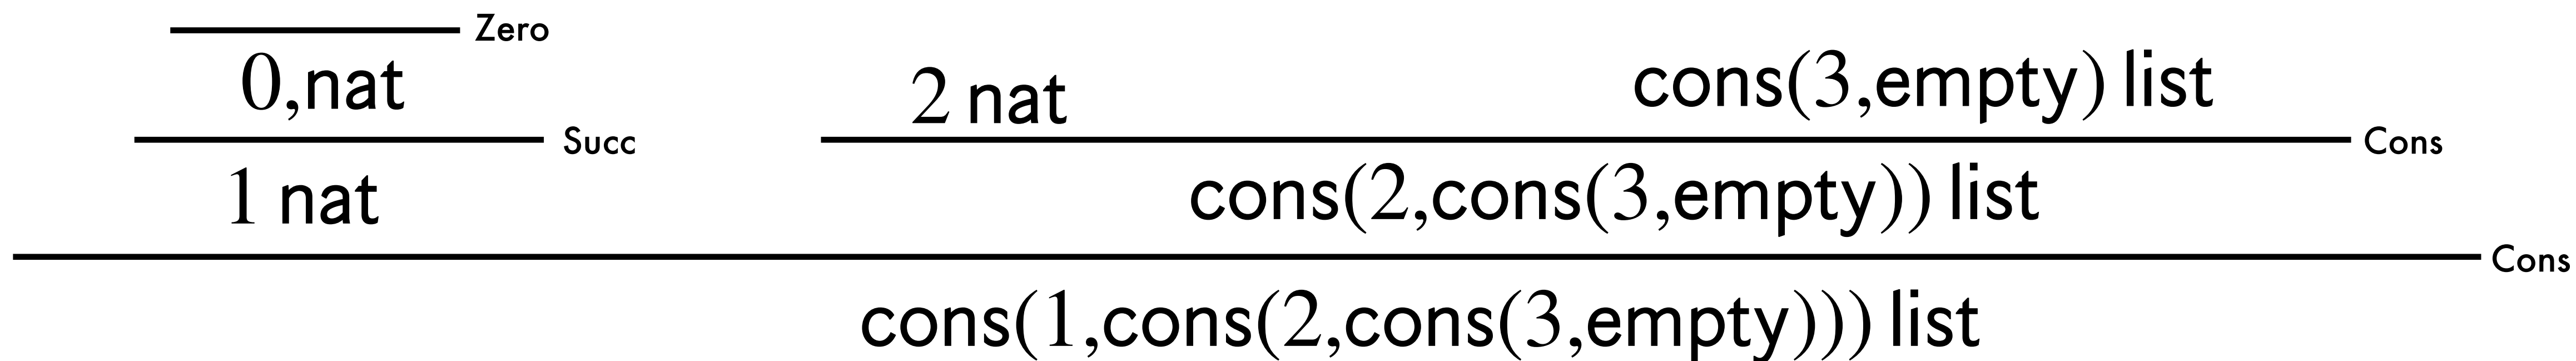 Zero
0,nat 2 nat cons(3,empty) list
Succ Cons
1 nat cons(2,cons(3,empty)) list
Cons
cons(1,cons(2,cons(3,empty))) list